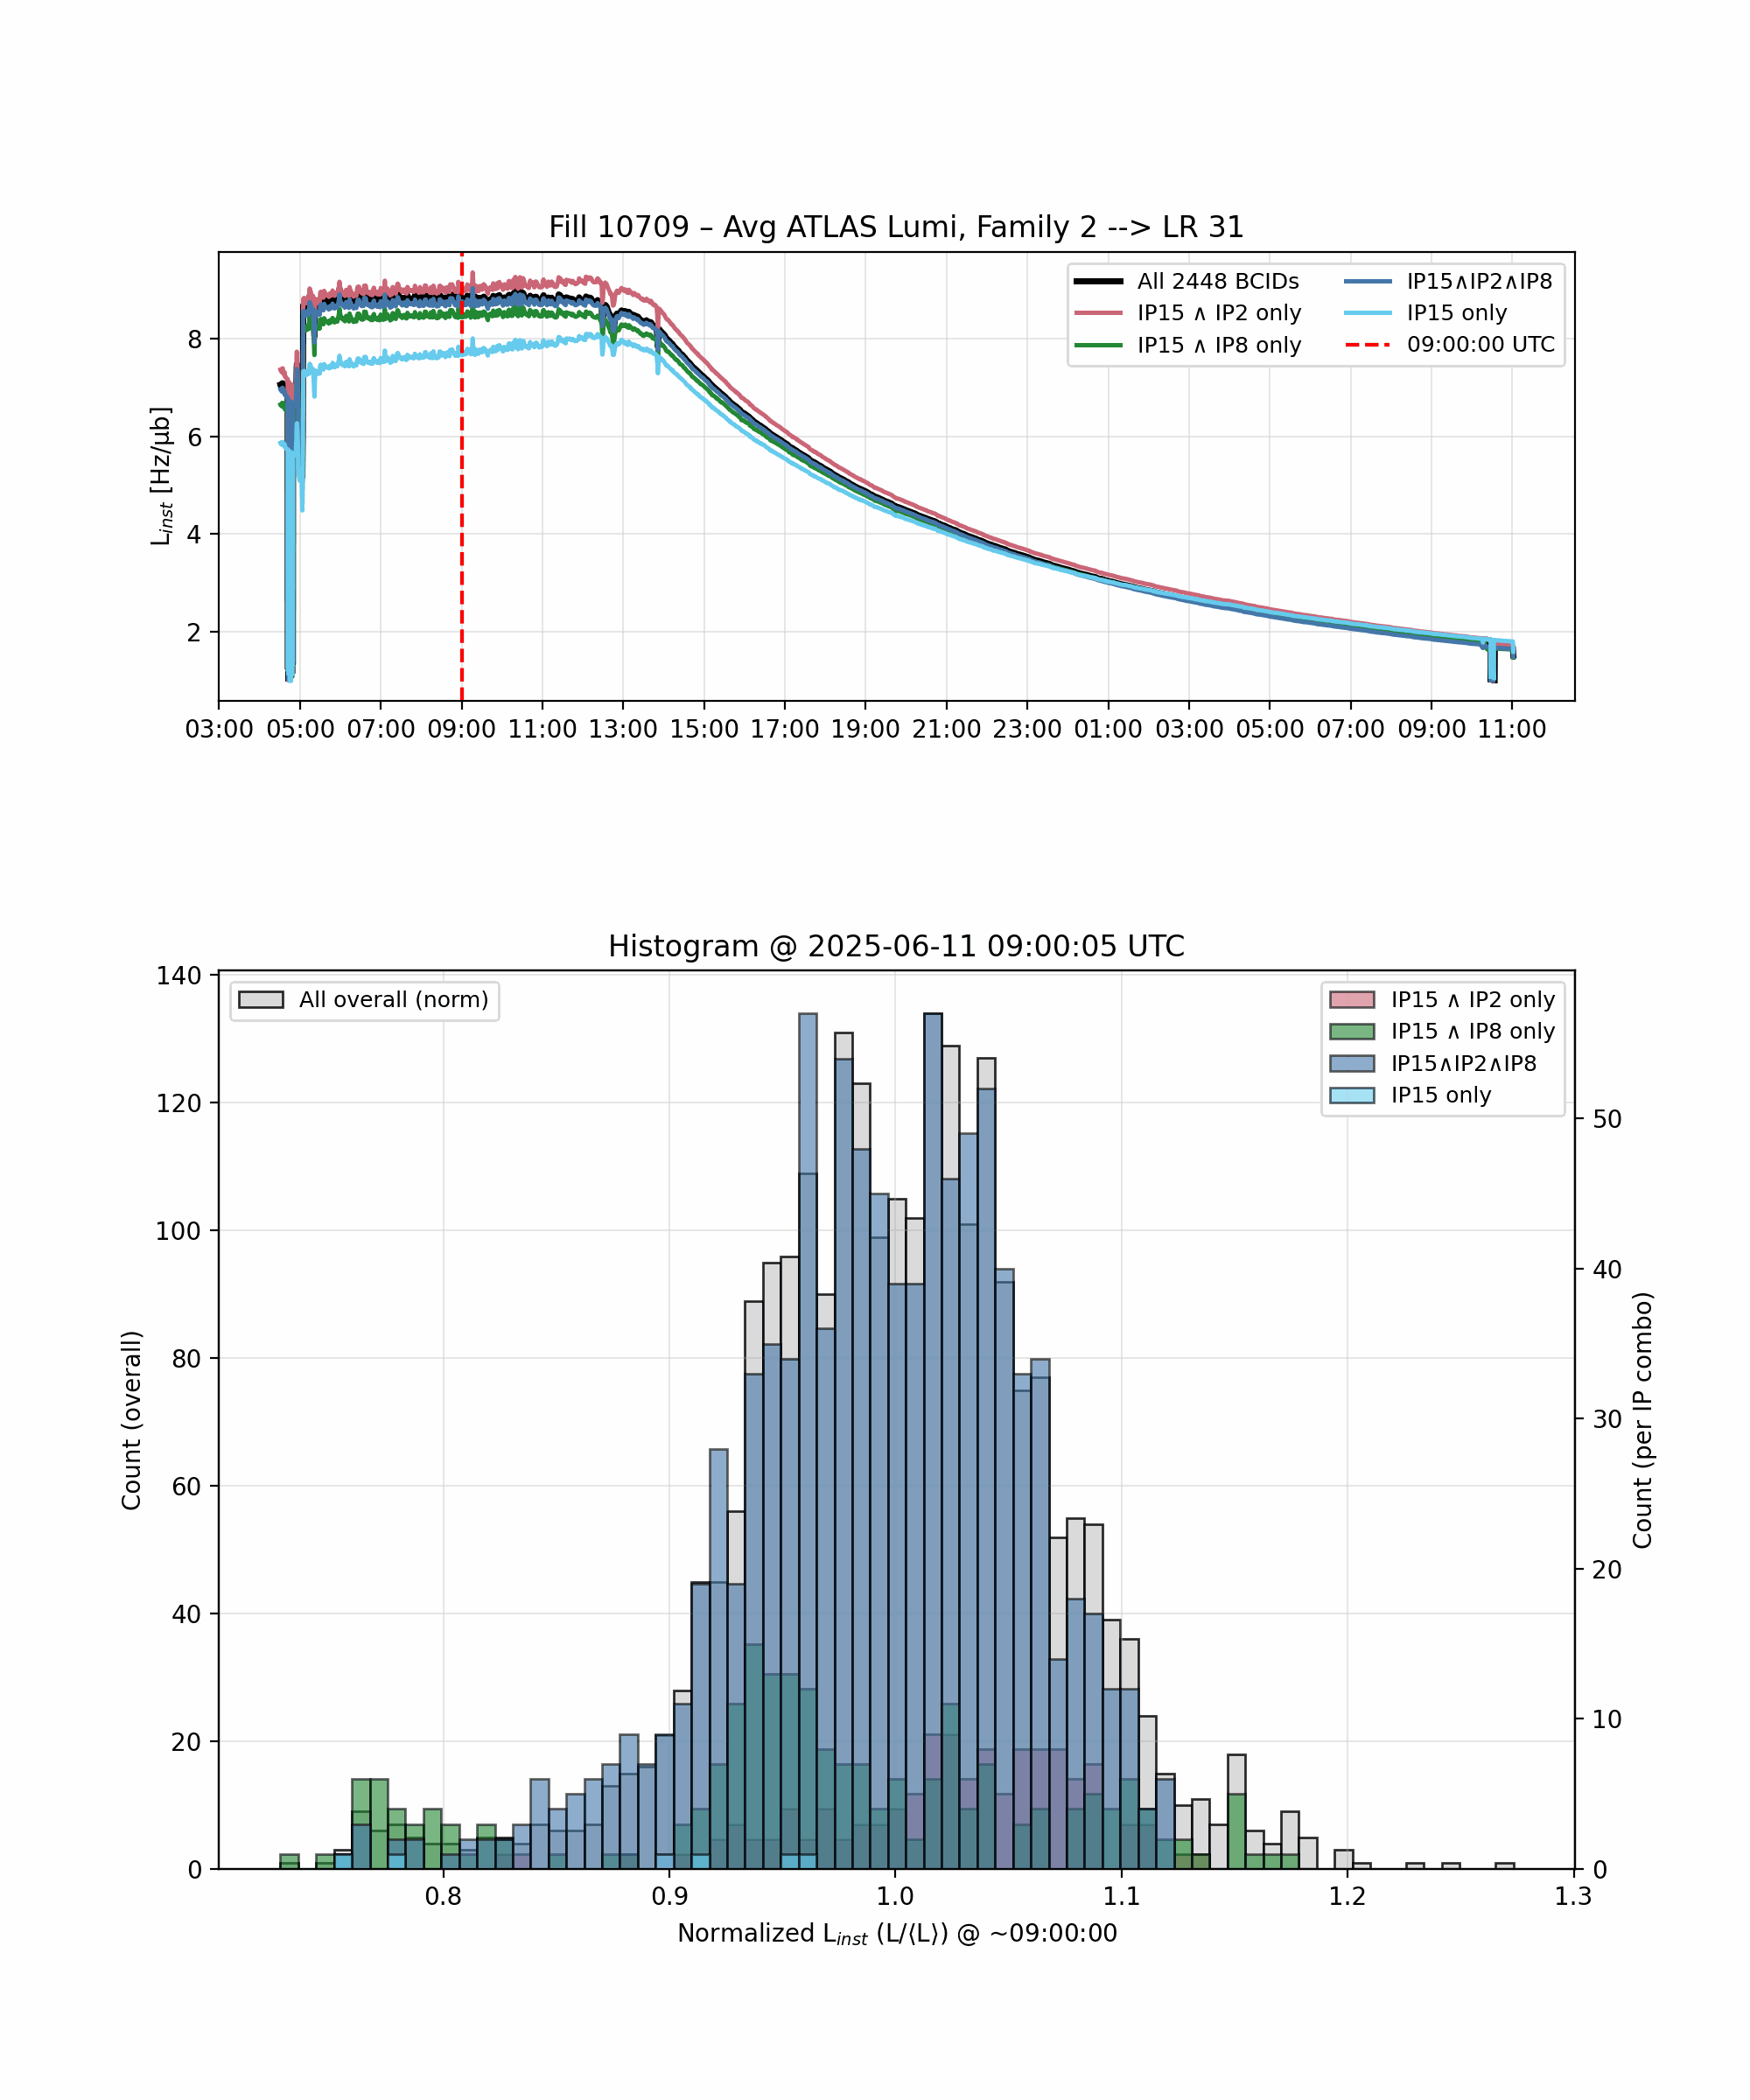 Fill 10709 – Avg ATLAS Lumi, Family 2 --> LR 31
All 2448 BCIDs
IP15 ∧ IP2 only
IP15 ∧ IP8 only
IP15∧IP2∧IP8
IP15 only
09:00:00 UTC
L_inst [Hz/μb]
8
6
4
2
03:00 05:00 07:00 09:00 11:00 13:00 15:00 17:00 19:00 21:00 23:00 01:00 03:00 05:00 07:00 09:00 11:00
Histogram @ 2025-06-11 09:00:05 UTC
All overall (norm)
IP15 ∧ IP2 only
IP15 ∧ IP8 only
IP15∧IP2∧IP8
IP15 only
Count (overall)
140
120
100
80
60
40
20
0
Count (per IP combo)
50
40
30
20
10
0
0.8 0.9 1.0 1.1 1.2 1.3
Normalized L_inst (L/⟨L⟩) @ ~09:00:00